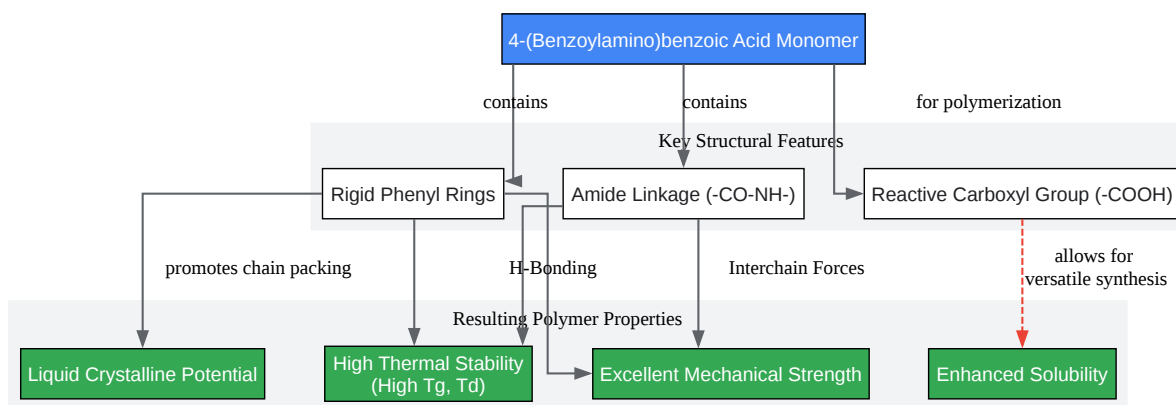 4-(Benzoylamino)benzoic Acid Monomer
contains
contains
for polymerization
Key Structural Features
Rigid Phenyl Rings
Amide Linkage (-CO-NH-)
Reactive Carboxyl Group (-COOH)
promotes chain packing
H-Bonding
Interchain Forces
allows for
versatile synthesis
Resulting Polymer Properties
Liquid Crystalline Potential
High Thermal Stability
(High Tg, Td)
Excellent Mechanical Strength
Enhanced Solubility